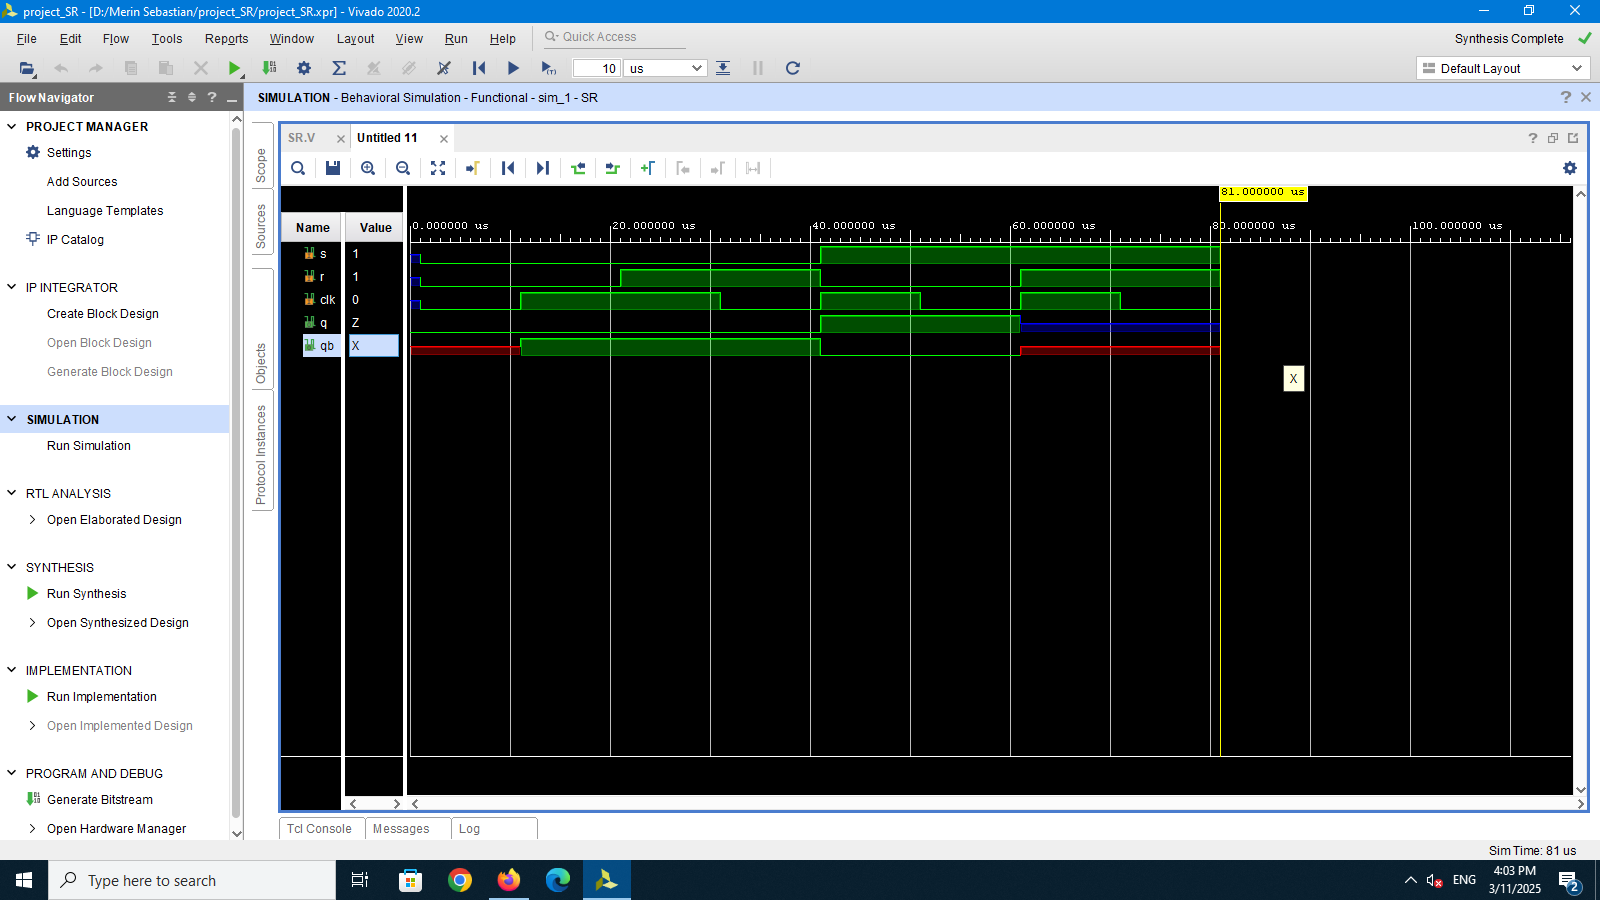 project_SR - [D:/Merin Sebastian/project_SR/project_SR.xpr] - Vivado 2020.2
File Edit Flow Tools Reports Window Layout View Run Help Quick Access Synthesis Complete
10 us Default Layout
Flow Navigator
SIMULATION - Behavioral Simulation - Functional - sim_1 - SR
PROJECT MANAGER
Settings
Add Sources
Language Templates
IP Catalog
IP INTEGRATOR
Create Block Design
Open Block Design
Generate Block Design
SIMULATION
Run Simulation
RTL ANALYSIS
Open Elaborated Design
SYNTHESIS
Run Synthesis
Open Synthesized Design
IMPLEMENTATION
Run Implementation
Open Implemented Design
PROGRAM AND DEBUG
Generate Bitstream
Open Hardware Manager
Scope
Sources
Objects
Protocol Instances
SR.V Untitled 11
81.000000 us
Name Value 0.000000 us 20.000000 us 40.000000 us 60.000000 us 80.000000 us 100.000000 us
s 1
r 1
clk 0
q Z
qb X
X
Tcl Console Messages Log
Sim Time: 81 us
Type here to search
ENG
4:03 PM
3/11/2025
2